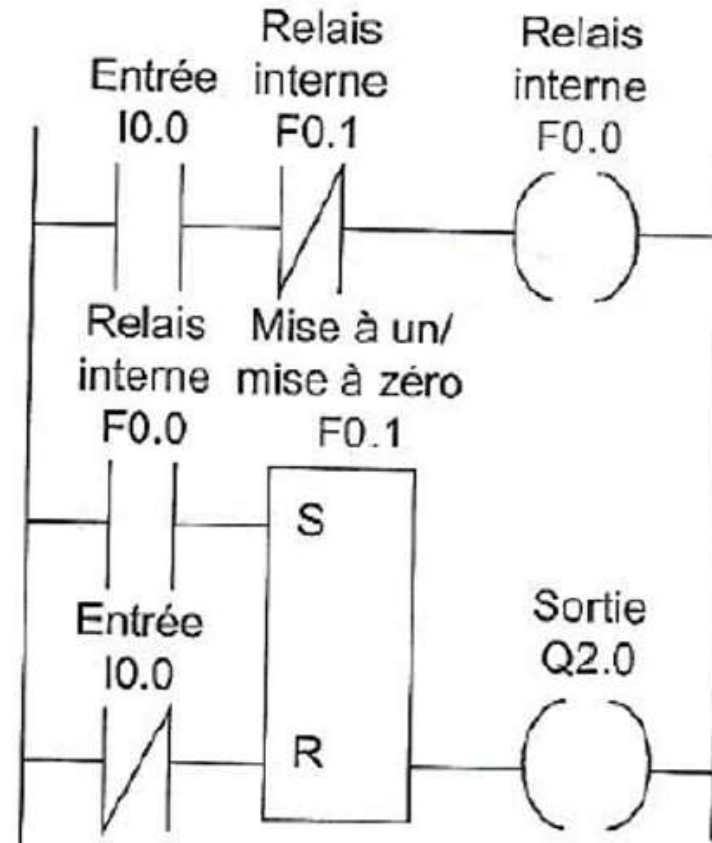 Entrée
I0.0
Relais
interne
F0.1
Relais
interne
F0.0
Relais
interne
F0.0
Mise à un/
mise à zéro
F0.1
S
Entrée
I0.0
R
Sortie
Q2.0